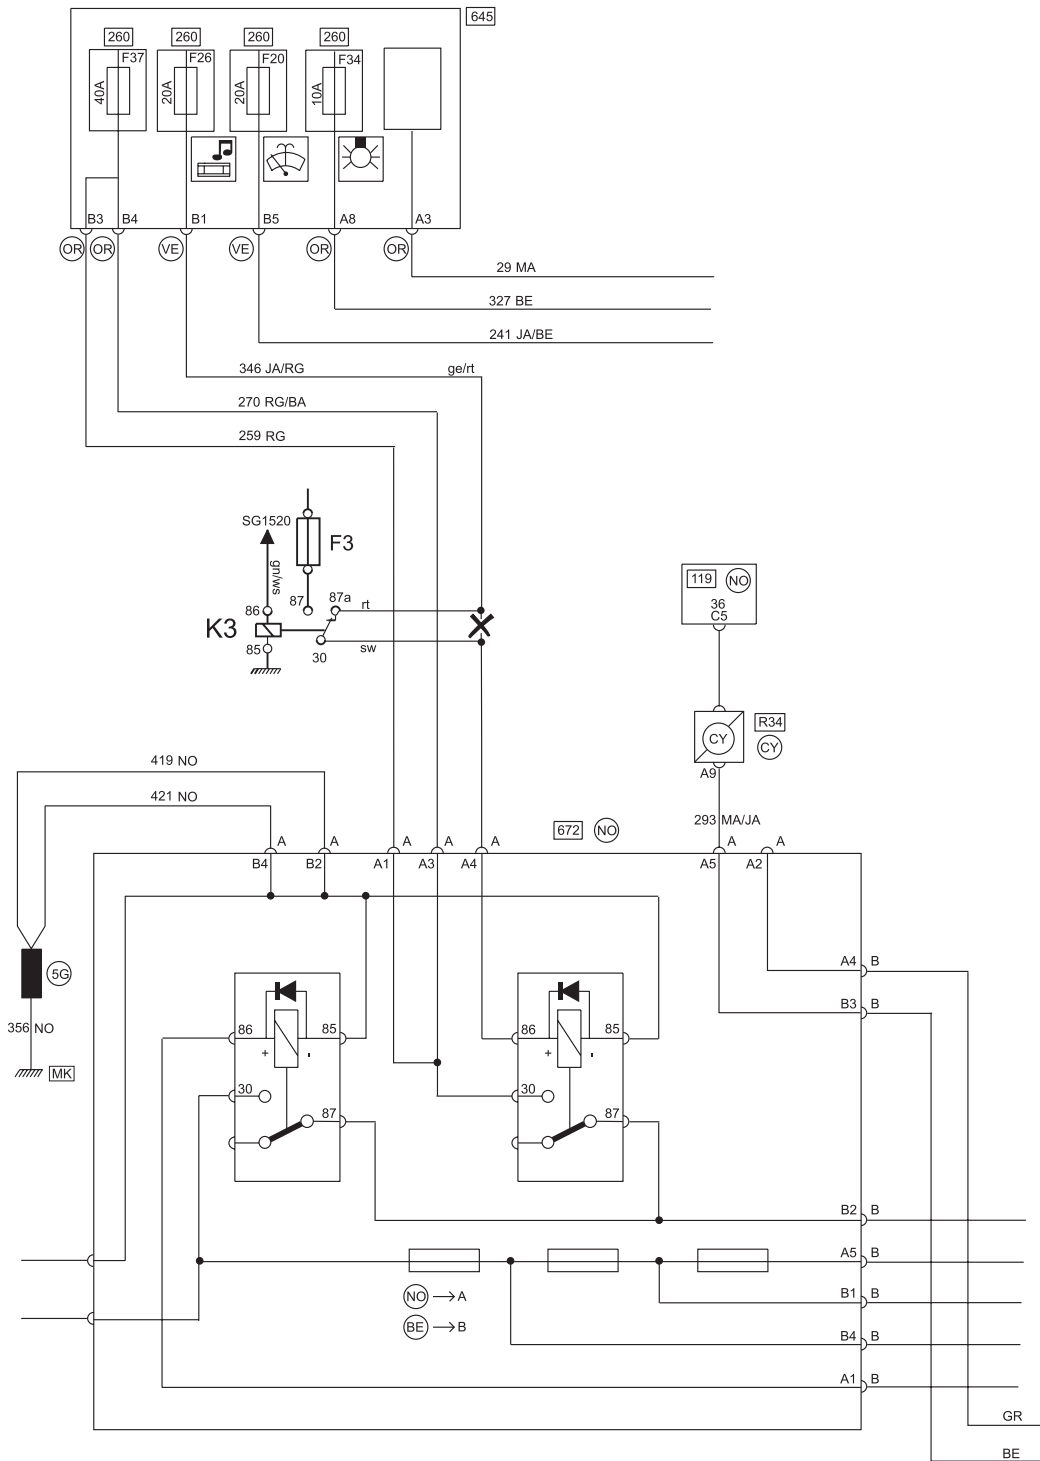 645
260 260 260 260
F37 F26 F20 F34
40A 20A 20A 10A
B3 B4 B1 B5 A8 A3
OR OR VE VE OR OR
29 MA
327 BE
241 JA/BE
346 JA/RG ge/rt
270 RG/BA
259 RG
SG1520
gn/ws
F3
119 NO
36
C5
86 87 87a rt
K3
85 30 sw
R34
CY CY
A9
419 NO
421 NO
293 MA/JA
672 NO
A A A A A A A
B4 B2 A1 A3 A4 A5 A2
A4 B
5G
B3 B
356 NO
MK
86 85 86 85
+ - + -
30 30
87 87
B2 B
A5 B
NO → A
B1 B
BE → B
B4 B
A1 B
GR
BE